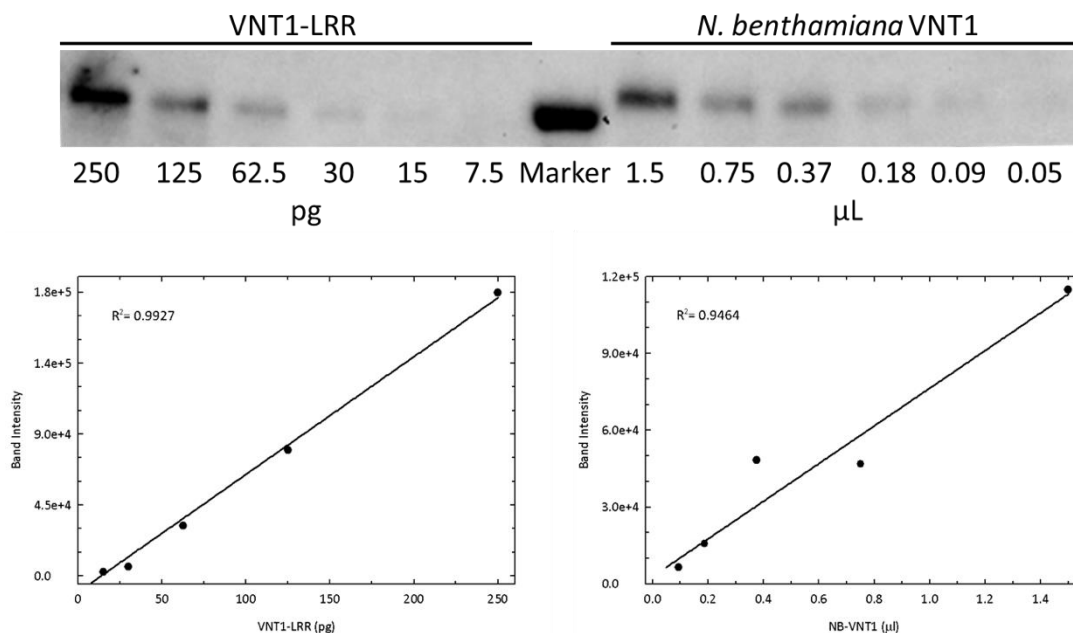 VNT1-LRR N. benthamiana VNT1
250 125 62.5 30 15 7.5 Marker 1.5 0.75 0.37 0.18 0.09 0.05
pg μL
1.8e+5
1.4e+5
9.0e+4
4.5e+4
0.0
Band Intensity
R²= 0.9927
0 50 100 150 200 250
VNT1-LRR (pg)
1.2e+5
9.0e+4
6.0e+4
3.0e+4
0.0
Band Intensity
R²= 0.9464
0.0 0.2 0.4 0.6 0.8 1.0 1.2 1.4
NB-VNT1 (μl)